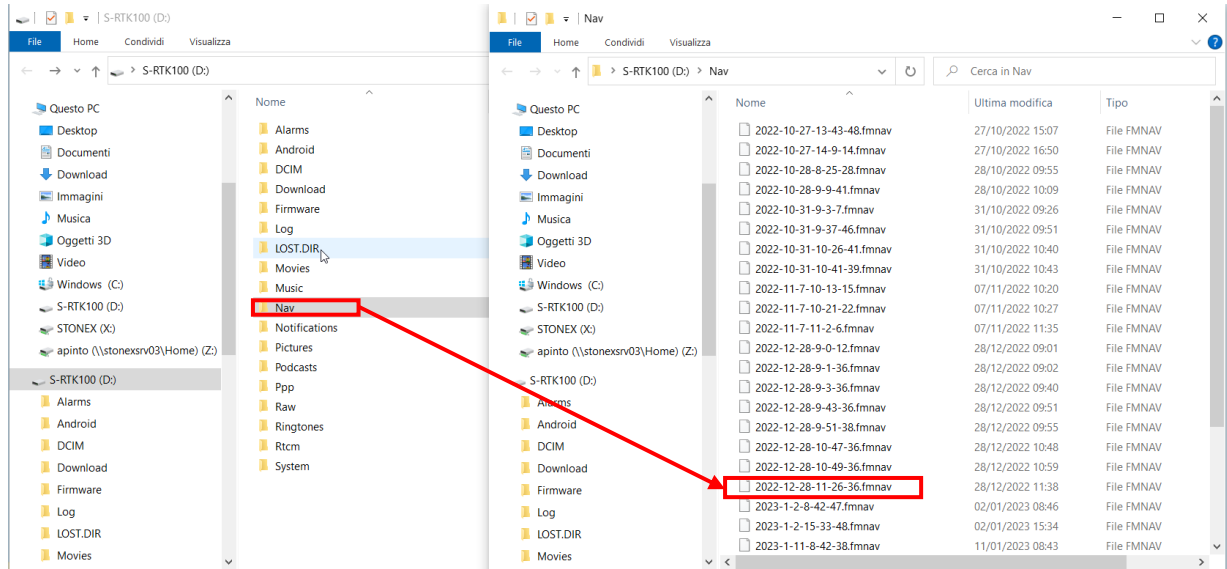 S-RTK100 (D:)
File Home Condividi Visualizza
S-RTK100 (D:)
Questo PC
Desktop
Documenti
Download
Immagini
Musica
Oggetti 3D
Video
Windows (C:)
S-RTK100 (D:)
STONEX (X:)
apinto (\\stonexsrv03\Home) (Z:)
S-RTK100 (D:)
Alarms
Android
DCIM
Download
Firmware
Log
LOST.DIR
Movies
Nome
Alarms
Android
DCIM
Download
Firmware
Log
LOST.DIR
Movies
Music
Nav
Notifications
Pictures
Podcasts
Ppp
Raw
Ringtones
Rtcm
System
Nav
File Home Condividi Visualizza
S-RTK100 (D:) Nav
Cerca in Nav
Questo PC
Desktop
Documenti
Download
Immagini
Musica
Oggetti 3D
Video
Windows (C:)
S-RTK100 (D:)
STONEX (X:)
apinto (\\stonexsrv03\Home) (Z:)
S-RTK100 (D:)
Alarms
Android
DCIM
Download
Firmware
Log
LOST.DIR
Movies
Nome Ultima modifica Tipo
2022-10-27-13-43-48.fmnav 27/10/2022 15:07 File FMNAV
2022-10-27-14-9-14.fmnav 27/10/2022 16:50 File FMNAV
2022-10-28-8-25-28.fmnav 28/10/2022 09:55 File FMNAV
2022-10-28-9-9-41.fmnav 28/10/2022 10:09 File FMNAV
2022-10-31-9-3-7.fmnav 31/10/2022 09:26 File FMNAV
2022-10-31-9-37-46.fmnav 31/10/2022 09:51 File FMNAV
2022-10-31-10-26-41.fmnav 31/10/2022 10:40 File FMNAV
2022-10-31-10-41-39.fmnav 31/10/2022 10:43 File FMNAV
2022-11-7-10-13-15.fmnav 07/11/2022 10:20 File FMNAV
2022-11-7-10-21-22.fmnav 07/11/2022 10:27 File FMNAV
2022-11-7-11-2-6.fmnav 07/11/2022 11:35 File FMNAV
2022-12-28-9-0-12.fmnav 28/12/2022 09:01 File FMNAV
2022-12-28-9-1-36.fmnav 28/12/2022 09:02 File FMNAV
2022-12-28-9-3-36.fmnav 28/12/2022 09:40 File FMNAV
2022-12-28-9-43-36.fmnav 28/12/2022 09:51 File FMNAV
2022-12-28-9-51-38.fmnav 28/12/2022 09:55 File FMNAV
2022-12-28-10-47-36.fmnav 28/12/2022 10:48 File FMNAV
2022-12-28-10-49-36.fmnav 28/12/2022 10:59 File FMNAV
2022-12-28-11-26-36.fmnav 28/12/2022 11:38 File FMNAV
2023-1-2-8-42-47.fmnav 02/01/2023 08:46 File FMNAV
2023-1-2-15-33-48.fmnav 02/01/2023 15:34 File FMNAV
2023-1-11-8-42-38.fmnav 11/01/2023 08:43 File FMNAV